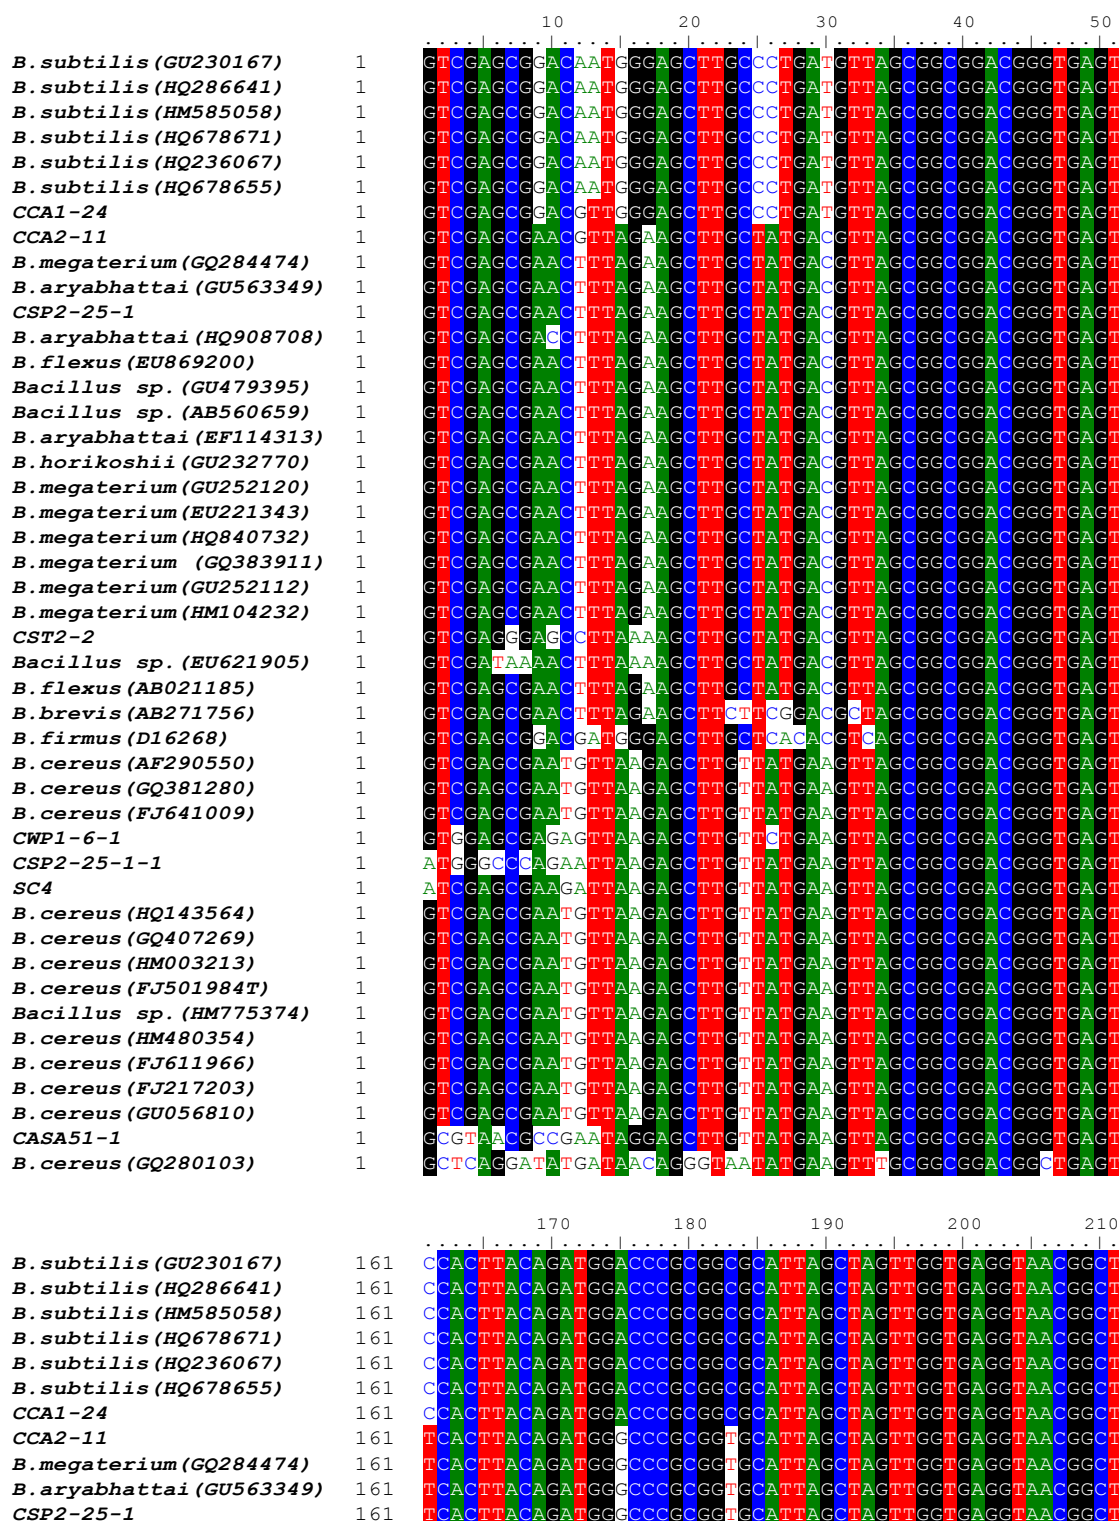 10 20 30 40 50
B.subtilis(GU230167) 1 GTCGAGCGGACAATGGGAGCTTGCCCTGATGTTAGCGGCGGACGGGTGAGT
B.subtilis(HQ286641) 1 GTCGAGCGGACAATGGGAGCTTGCCCTGATGTTAGCGGCGGACGGGTGAGT
B.subtilis(HM585058) 1 GTCGAGCGGACAATGGGAGCTTGCCCTGATGTTAGCGGCGGACGGGTGAGT
B.subtilis(HQ678671) 1 GTCGAGCGGACAATGGGAGCTTGCCCTGATGTTAGCGGCGGACGGGTGAGT
B.subtilis(HQ236067) 1 GTCGAGCGGACAATGGGAGCTTGCCCTGATGTTAGCGGCGGACGGGTGAGT
B.subtilis(HQ678655) 1 GTCGAGCGGACAATGGGAGCTTGCCCTGATGTTAGCGGCGGACGGGTGAGT
CCA1-24 1 GTCGAGCGGACGTTGGGAGCTTGCCCTGATGTTAGCGGCGGACGGGTGAGT
CCA2-11 1 GTCGAGCGAACGTTAGAAGCTTGCTATGACGTTAGCGGCGGACGGGTGAGT
B.megaterium(GQ284474) 1 GTCGAGCGAACTTTAGAAGCTTGCTATGACGTTAGCGGCGGACGGGTGAGT
B.aryabhattai(GU563349) 1 GTCGAGCGAACTTTAGAAGCTTGCTATGACGTTAGCGGCGGACGGGTGAGT
CSP2-25-1 1 GTCGAGCGAACTTTAGAAGCTTGCTATGACGTTAGCGGCGGACGGGTGAGT
B.aryabhattai(HQ908708) 1 GTCGAGCGACCTTTAGAAGCTTGCTATGACGTTAGCGGCGGACGGGTGAGT
B.flexus(EU869200) 1 GTCGAGCGAACTTTAGAAGCTTGCTATGACGTTAGCGGCGGACGGGTGAGT
Bacillus sp.(GU479395) 1 GTCGAGCGAACTTTAGAAGCTTGCTATGACGTTAGCGGCGGACGGGTGAGT
Bacillus sp.(AB560659) 1 GTCGAGCGAACTTTAGAAGCTTGCTATGACGTTAGCGGCGGACGGGTGAGT
B.aryabhattai(EF114313) 1 GTCGAGCGAACTTTAGAAGCTTGCTATGACGTTAGCGGCGGACGGGTGAGT
B.horikoshii(GU232770) 1 GTCGAGCGAACTTTAGAAGCTTGCTATGACGTTAGCGGCGGACGGGTGAGT
B.megaterium(GU252120) 1 GTCGAGCGAACTTTAGAAGCTTGCTATGACGTTAGCGGCGGACGGGTGAGT
B.megaterium(EU221343) 1 GTCGAGCGAACTTTAGAAGCTTGCTATGACGTTAGCGGCGGACGGGTGAGT
B.megaterium(HQ840732) 1 GTCGAGCGAACTTTAGAAGCTTGCTATGACGTTAGCGGCGGACGGGTGAGT
B.megaterium (GQ383911) 1 GTCGAGCGAACTTTAGAAGCTTGCTATGACGTTAGCGGCGGACGGGTGAGT
B.megaterium(GU252112) 1 GTCGAGCGAACTTTAGAAGCTTGCTATGACGTTAGCGGCGGACGGGTGAGT
B.megaterium(HM104232) 1 GTCGAGCGAACTTTAGAAGCTTGCTATGACGTTAGCGGCGGACGGGTGAGT
CST2-2 1 GTCGAGGGAGCCTTAAAAGCTTGCTATGACGTTAGCGGCGGACGGGTGAGT
Bacillus sp.(EU621905) 1 GTCGATAAAACTTTAAAAGCTTGCTATGACGTTAGCGGCGGACGGGTGAGT
B.flexus(AB021185) 1 GTCGAGCGAACTTTAGAAGCTTGCTATGACGTTAGCGGCGGACGGGTGAGT
B.brevis(AB271756) 1 GTCGAGCGAACTTTAGAAGCTTCTTCGGACGCTAGCGGCGGACGGGTGAGT
B.firmus(D16268) 1 GTCGAGCGGACGATGGGAGCTTGCTCACACGTCAGCGGCGGACGGGTGAGT
B.cereus(AF290550) 1 GTCGAGCGAATGTTAAGAGCTTGTTATGAAGTTAGCGGCGGACGGGTGAGT
B.cereus(GQ381280) 1 GTCGAGCGAATGTTAAGAGCTTGTTATGAAGTTAGCGGCGGACGGGTGAGT
B.cereus(FJ641009) 1 GTCGAGCGAATGTTAAGAGCTTGTTATGAAGTTAGCGGCGGACGGGTGAGT
CWP1-6-1 1 GTGGAGCGAGAGTTAAGAGCTTGTTCTGAAGTTAGCGGCGGACGGGTGAGT
CSP2-25-1-1 1 ATGGGCCCAGAATTAAGAGCTTGTTATGAAGTTAGCGGCGGACGGGTGAGT
SC4 1 ATCGAGCGAAGATTAAGAGCTTGTTATGAAGTTAGCGGCGGACGGGTGAGT
B.cereus(HQ143564) 1 GTCGAGCGAATGTTAAGAGCTTGTTATGAAGTTAGCGGCGGACGGGTGAGT
B.cereus(GQ407269) 1 GTCGAGCGAATGTTAAGAGCTTGTTATGAAGTTAGCGGCGGACGGGTGAGT
B.cereus(HM003213) 1 GTCGAGCGAATGTTAAGAGCTTGTTATGAAGTTAGCGGCGGACGGGTGAGT
B.cereus(FJ501984T) 1 GTCGAGCGAATGTTAAGAGCTTGTTATGAAGTTAGCGGCGGACGGGTGAGT
Bacillus sp.(HM775374) 1 GTCGAGCGAATGTTAAGAGCTTGTTATGAAGTTAGCGGCGGACGGGTGAGT
B.cereus(HM480354) 1 GTCGAGCGAATGTTAAGAGCTTGTTATGAAGTTAGCGGCGGACGGGTGAGT
B.cereus(FJ611966) 1 GTCGAGCGAATGTTAAGAGCTTGTTATGAAGTTAGCGGCGGACGGGTGAGT
B.cereus(FJ217203) 1 GTCGAGCGAATGTTAAGAGCTTGTTATGAAGTTAGCGGCGGACGGGTGAGT
B.cereus(GU056810) 1 GTCGAGCGAATGTTAAGAGCTTGTTATGAAGTTAGCGGCGGACGGGTGAGT
CASA51-1 1 GCGTAACGCCGAATAGGAGCTTGTTATGAAGTTAGCGGCGGACGGGTGAGT
B.cereus(GQ280103) 1 GCTCAGGATATGATAACAGGGTAATATGAAGTTTGCGGCGGACGGCTGAGT
170 180 190 200 210
B.subtilis(GU230167) 161 CCACTTACAGATGGACCCGCGGCGCATTAGCTAGTTGGTGAGGTAACGGCT
B.subtilis(HQ286641) 161 CCACTTACAGATGGACCCGCGGCGCATTAGCTAGTTGGTGAGGTAACGGCT
B.subtilis(HM585058) 161 CCACTTACAGATGGACCCGCGGCGCATTAGCTAGTTGGTGAGGTAACGGCT
B.subtilis(HQ678671) 161 CCACTTACAGATGGACCCGCGGCGCATTAGCTAGTTGGTGAGGTAACGGCT
B.subtilis(HQ236067) 161 CCACTTACAGATGGACCCGCGGCGCATTAGCTAGTTGGTGAGGTAACGGCT
B.subtilis(HQ678655) 161 CCACTTACAGATGGACCCGCGGCGCATTAGCTAGTTGGTGAGGTAACGGCT
CCA1-24 161 CCACTTACAGATGGACCCGCGGCGCATTAGCTAGTTGGTGAGGTAACGGCT
CCA2-11 161 TCACTTACAGATGGGCCCGCGGTGCATTAGCTAGTTGGTGAGGTAACGGCT
B.megaterium(GQ284474) 161 TCACTTACAGATGGGCCCGCGGTGCATTAGCTAGTTGGTGAGGTAACGGCT
B.aryabhattai(GU563349) 161 TCACTTACAGATGGGCCCGCGGTGCATTAGCTAGTTGGTGAGGTAACGGCT
CSP2-25-1 161 TCACTTACAGATGGGCCCGCGGTGCATTAGCTAGTTGGTGAGGTAACGGCT